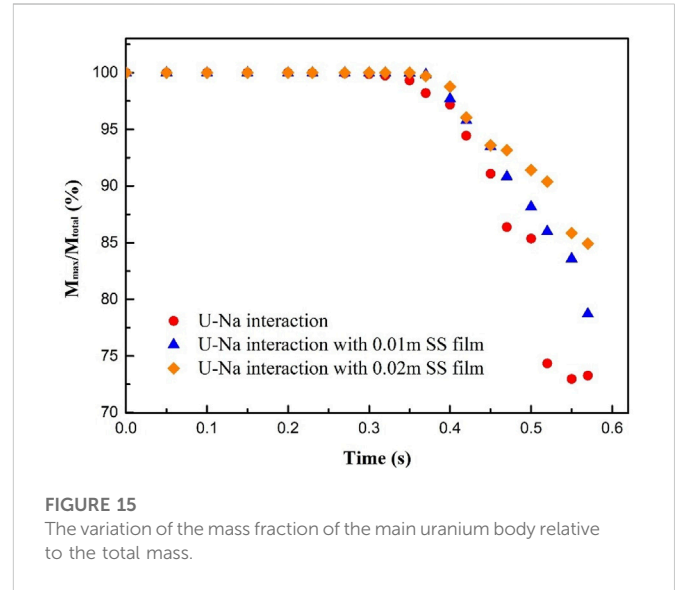 100
95
90
85
80
75
70
M_max/M_total (%)
U-Na interaction
U-Na interaction with 0.01m SS film
U-Na interaction with 0.02m SS film
0.0 0.1 0.2 0.3 0.4 0.5 0.6
Time (s)
FIGURE 15
The variation of the mass fraction of the main uranium body relative
to the total mass.